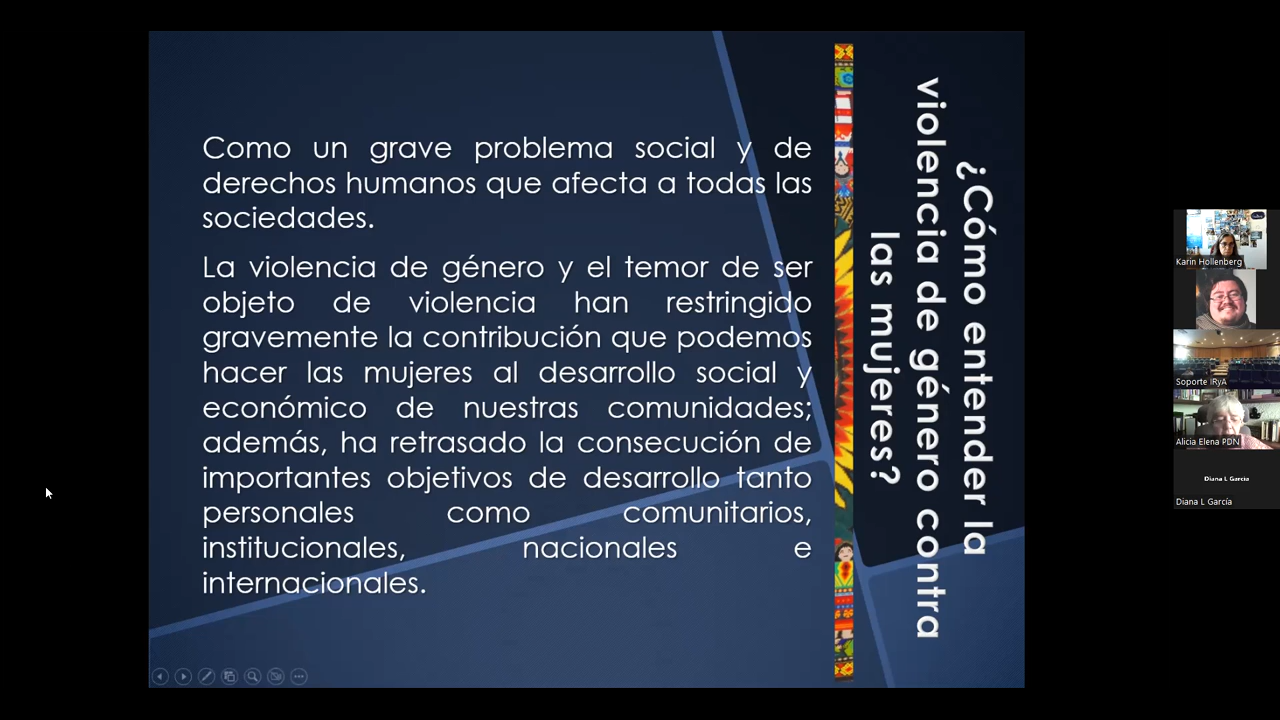 Como un grave problema social y de
derechos humanos que afecta a todas las
sociedades.
La violencia de género y el temor de ser
objeto de violencia han restringido
gravemente la contribución que podemos
hacer las mujeres al desarrollo social y
económico de nuestras comunidades;
además, ha retrasado la consecución de
importantes objetivos de desarrollo tanto
personales como comunitarios,
institucionales, nacionales e
internacionales.
¿Cómo entender la
violencia de género contra
las mujeres?
Karin Hollenberg
Soporte IRyA
Alicia Elena PDN
Diana L García
Diana L García